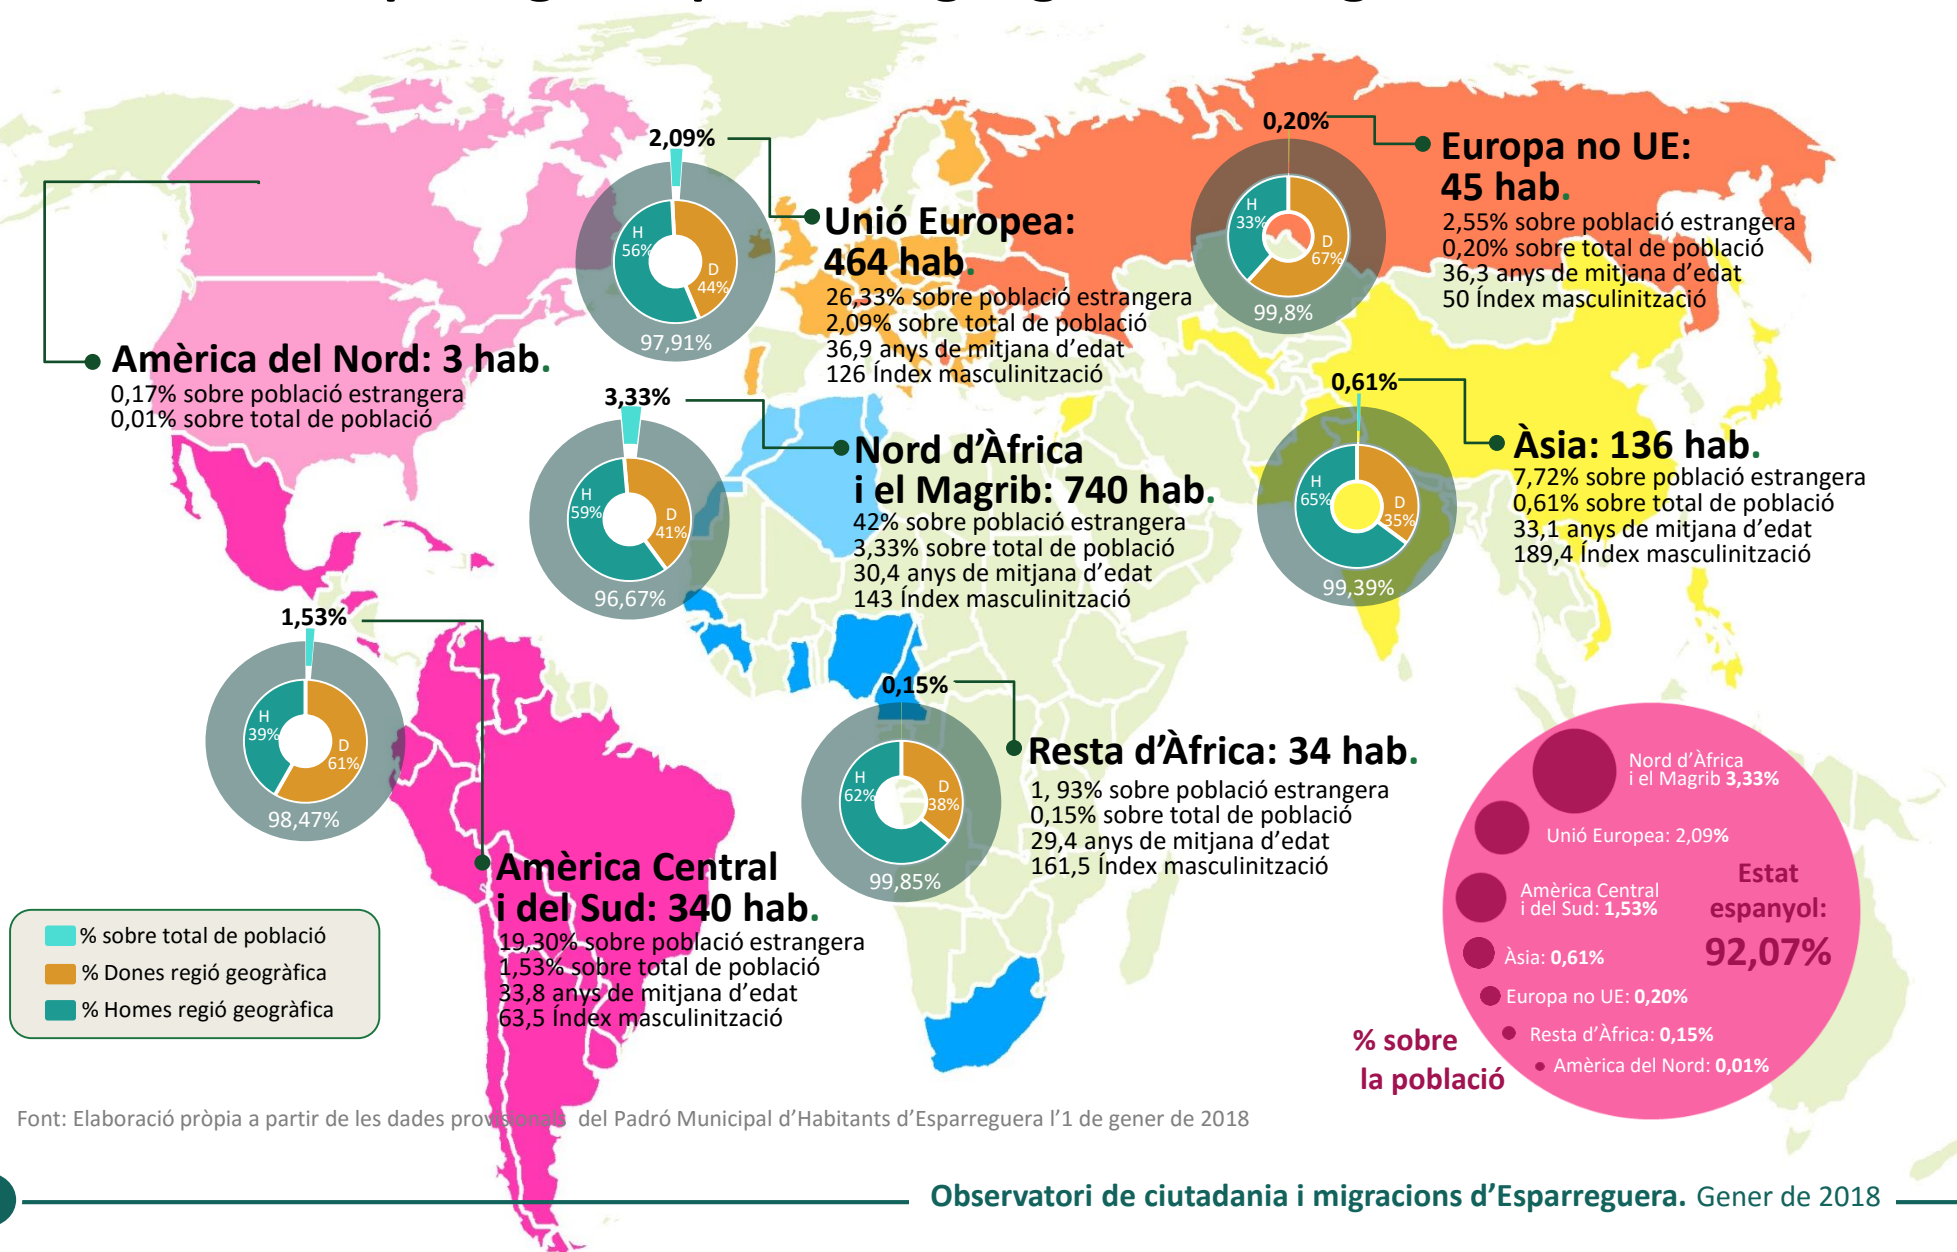 2,09%
H
56%
D
44%
97,91%
Unió Europea:
464 hab.
26,33% sobre població estrangera
2,09% sobre total de població
36,9 anys de mitjana d'edat
126 Índex masculinització
0,20%
H
33%
D
67%
99,8%
Europa no UE:
45 hab.
2,55% sobre població estrangera
0,20% sobre total de població
36,3 anys de mitjana d'edat
50 Índex masculinització
Amèrica del Nord: 3 hab.
0,17% sobre població estrangera
0,01% sobre total de població
3,33%
H
59%
D
41%
96,67%
Nord d'Àfrica
i el Magrib: 740 hab.
42% sobre població estrangera
3,33% sobre total de població
30,4 anys de mitjana d'edat
143 Índex masculinització
0,61%
H
65%
D
35%
99,39%
Àsia: 136 hab.
7,72% sobre població estrangera
0,61% sobre total de població
33,1 anys de mitjana d'edat
189,4 Índex masculinització
1,53%
H
39%
D
61%
98,47%
Amèrica Central
i del Sud: 340 hab.
19,30% sobre població estrangera
1,53% sobre total de població
33,8 anys de mitjana d'edat
63,5 Índex masculinització
0,15%
H
62%
D
38%
99,85%
Resta d'Àfrica: 34 hab.
1, 93% sobre població estrangera
0,15% sobre total de població
29,4 anys de mitjana d'edat
161,5 Índex masculinització
% sobre total de població
% Dones regió geogràfica
% Homes regió geogràfica
Nord d'Àfrica
i el Magrib 3,33%
Unió Europea: 2,09%
Amèrica Central
i del Sud: 1,53%
Àsia: 0,61%
Europa no UE: 0,20%
Resta d'Àfrica: 0,15%
Amèrica del Nord: 0,01%
Estat
espanyol:
92,07%
% sobre
la població
Font: Elaboració pròpia a partir de les dades provisionals del Padró Municipal d'Habitants d'Esparreguera l'1 de gener de 2018
Observatori de ciutadania i migracions d'Esparreguera. Gener de 2018